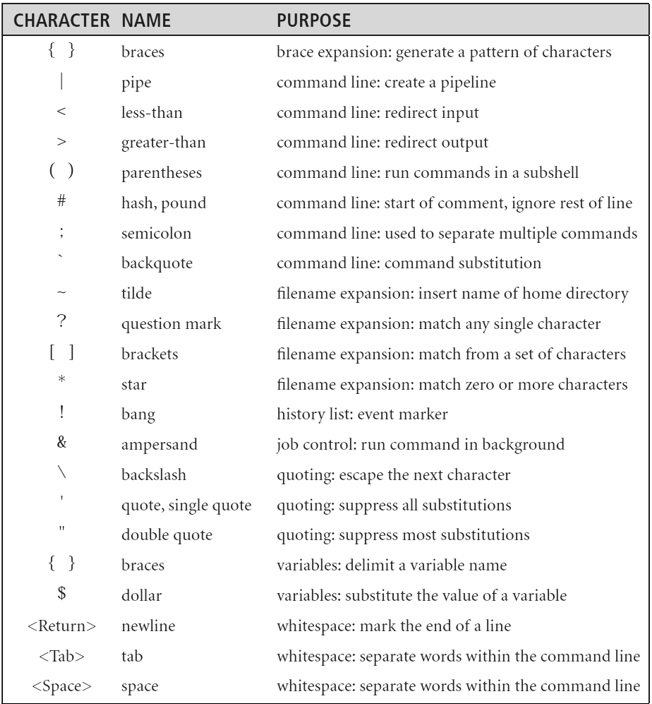 CHARACTER NAME PURPOSE
{ } braces brace expansion: generate a pattern of characters
| pipe command line: create a pipeline
< less-than command line: redirect input
> greater-than command line: redirect output
( ) parentheses command line: run commands in a subshell
# hash, pound command line: start of comment, ignore rest of line
; semicolon command line: used to separate multiple commands
` backquote command line: command substitution
~ tilde filename expansion: insert name of home directory
? question mark filename expansion: match any single character
[ ] brackets filename expansion: match from a set of characters
* star filename expansion: match zero or more characters
! bang history list: event marker
& ampersand job control: run command in background
\ backslash quoting: escape the next character
' quote, single quote quoting: suppress all substitutions
" double quote quoting: suppress most substitutions
{ } braces variables: delimit a variable name
$ dollar variables: substitute the value of a variable
<Return> newline whitespace: mark the end of a line
<Tab> tab whitespace: separate words within the command line
<Space> space whitespace: separate words within the command line